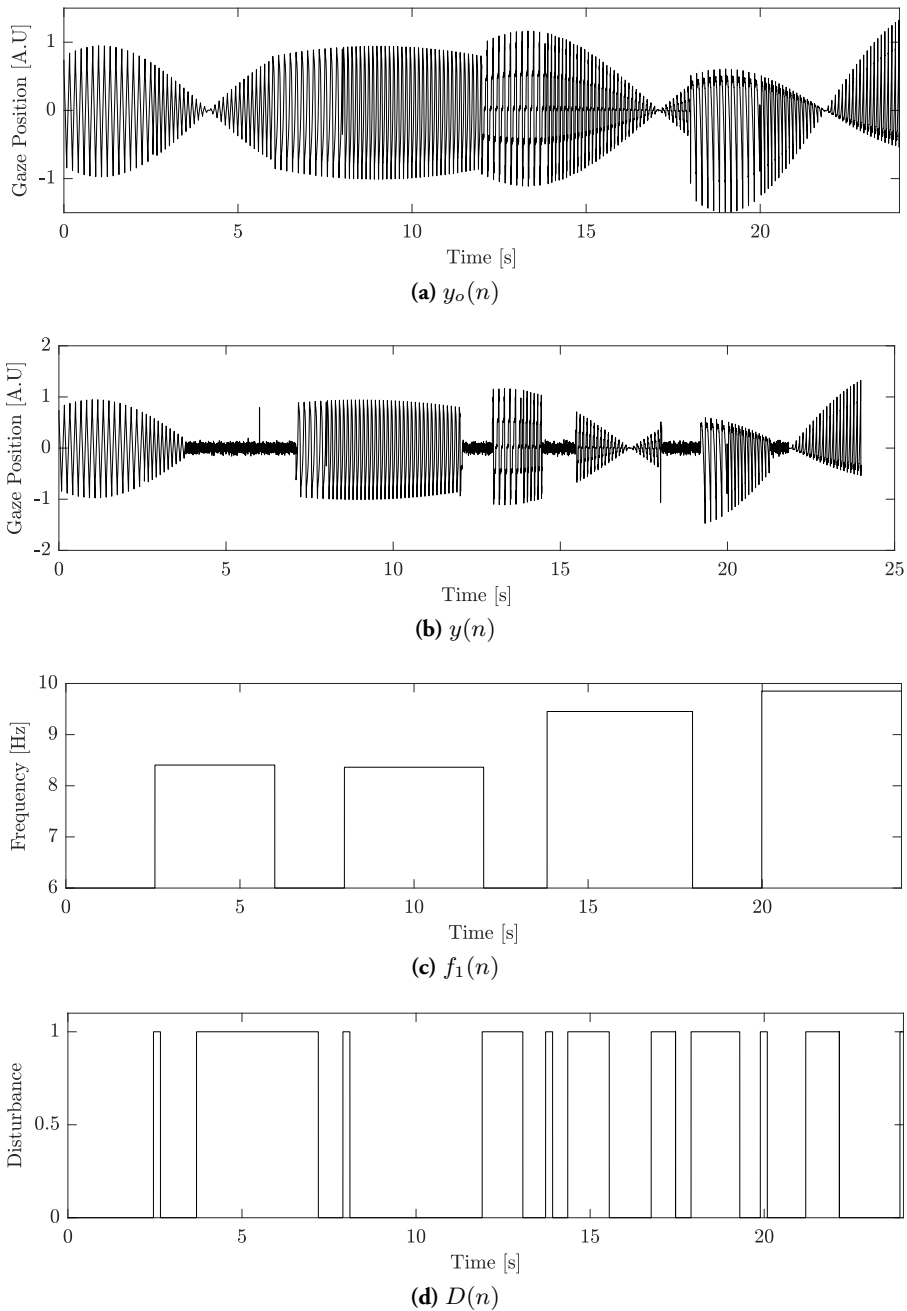 1
0
-1
Gaze Position [A.U]
0 5 10 15 20
Time [s]
(a) yₒ(n)
2
1
0
-1
-2
Gaze Position [A.U]
0 5 10 15 20 25
Time [s]
(b) y(n)
10
9
8
7
6
Frequency [Hz]
0 5 10 15 20
Time [s]
(c) f₁(n)
1
0.5
0
Disturbance
0 5 10 15 20
Time [s]
(d) D(n)